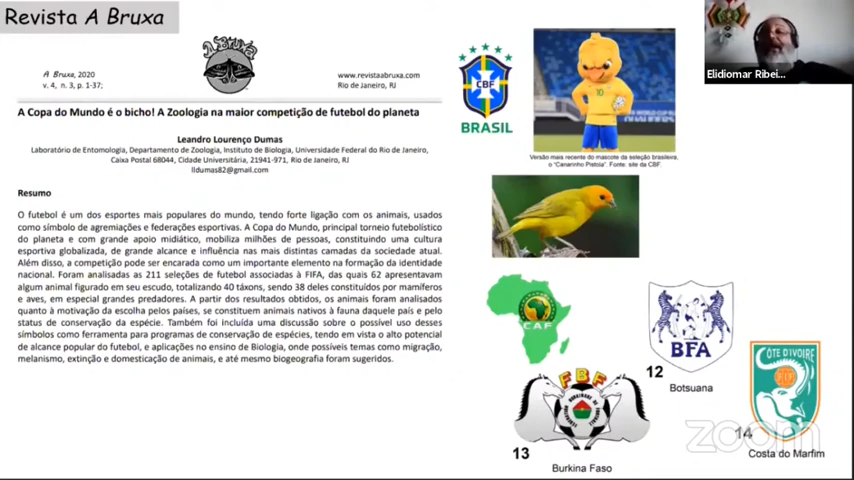 Revista A Bruxa
A Bruxa
A Bruxa, 2020
v. 4, n. 3, p. 1-37;
www.revistaabruxa.com
Rio de Janeiro, RJ
A Copa do Mundo é o bicho! A Zoologia na maior competição de futebol do planeta
Leandro Lourenço Dumas
Laboratório de Entomologia, Departamento de Zoologia, Instituto de Biologia, Universidade Federal do Rio de Janeiro,
Caixa Postal 68044, Cidade Universitária, 21941-971, Rio de Janeiro, RJ
lldumas82@gmail.com
Resumo
O futebol é um dos esportes mais populares do mundo, tendo forte ligação com os animais, usados
como símbolo de agremiações e federações esportivas. A Copa do Mundo, principal torneio futebolístico
do planeta e com grande apoio midiático, mobiliza milhões de pessoas, constituindo uma cultura
esportiva globalizada, de grande alcance e influência nas mais distintas camadas da sociedade atual.
Além disso, a competição pode ser encarada como um importante elemento na formação da identidade
nacional. Foram analisadas as 211 seleções de futebol associadas à FIFA, das quais 62 apresentavam
algum animal figurado em seu escudo, totalizando 40 táxons, sendo 38 deles constituídos por mamíferos
e aves, em especial grandes predadores. A partir dos resultados obtidos, os animais foram analisados
quanto à motivação da escolha pelos países, se constituem animais nativos à fauna daquele país e pelo
status de conservação da espécie. Também foi incluída uma discussão sobre o possível uso desses
símbolos como ferramenta para programas de conservação de espécies, tendo em vista o alto potencial
de alcance popular do futebol, e aplicações no ensino de Biologia, onde possíveis temas como migração,
melanismo, extinção e domesticação de animais, e até mesmo biogeografia foram sugeridos.
CBF
BRASIL
10
Versão mais recente do mascote da seleção brasileira,
o "Canarinho Pistola". Fonte: site da CBF.
Elidiomar Ribei...
CAF
BFA
12
Botsuana
FBF
13
Burkina Faso
CÔTE D'IVOIRE
FIF
14
Costa do Marfim
zoom